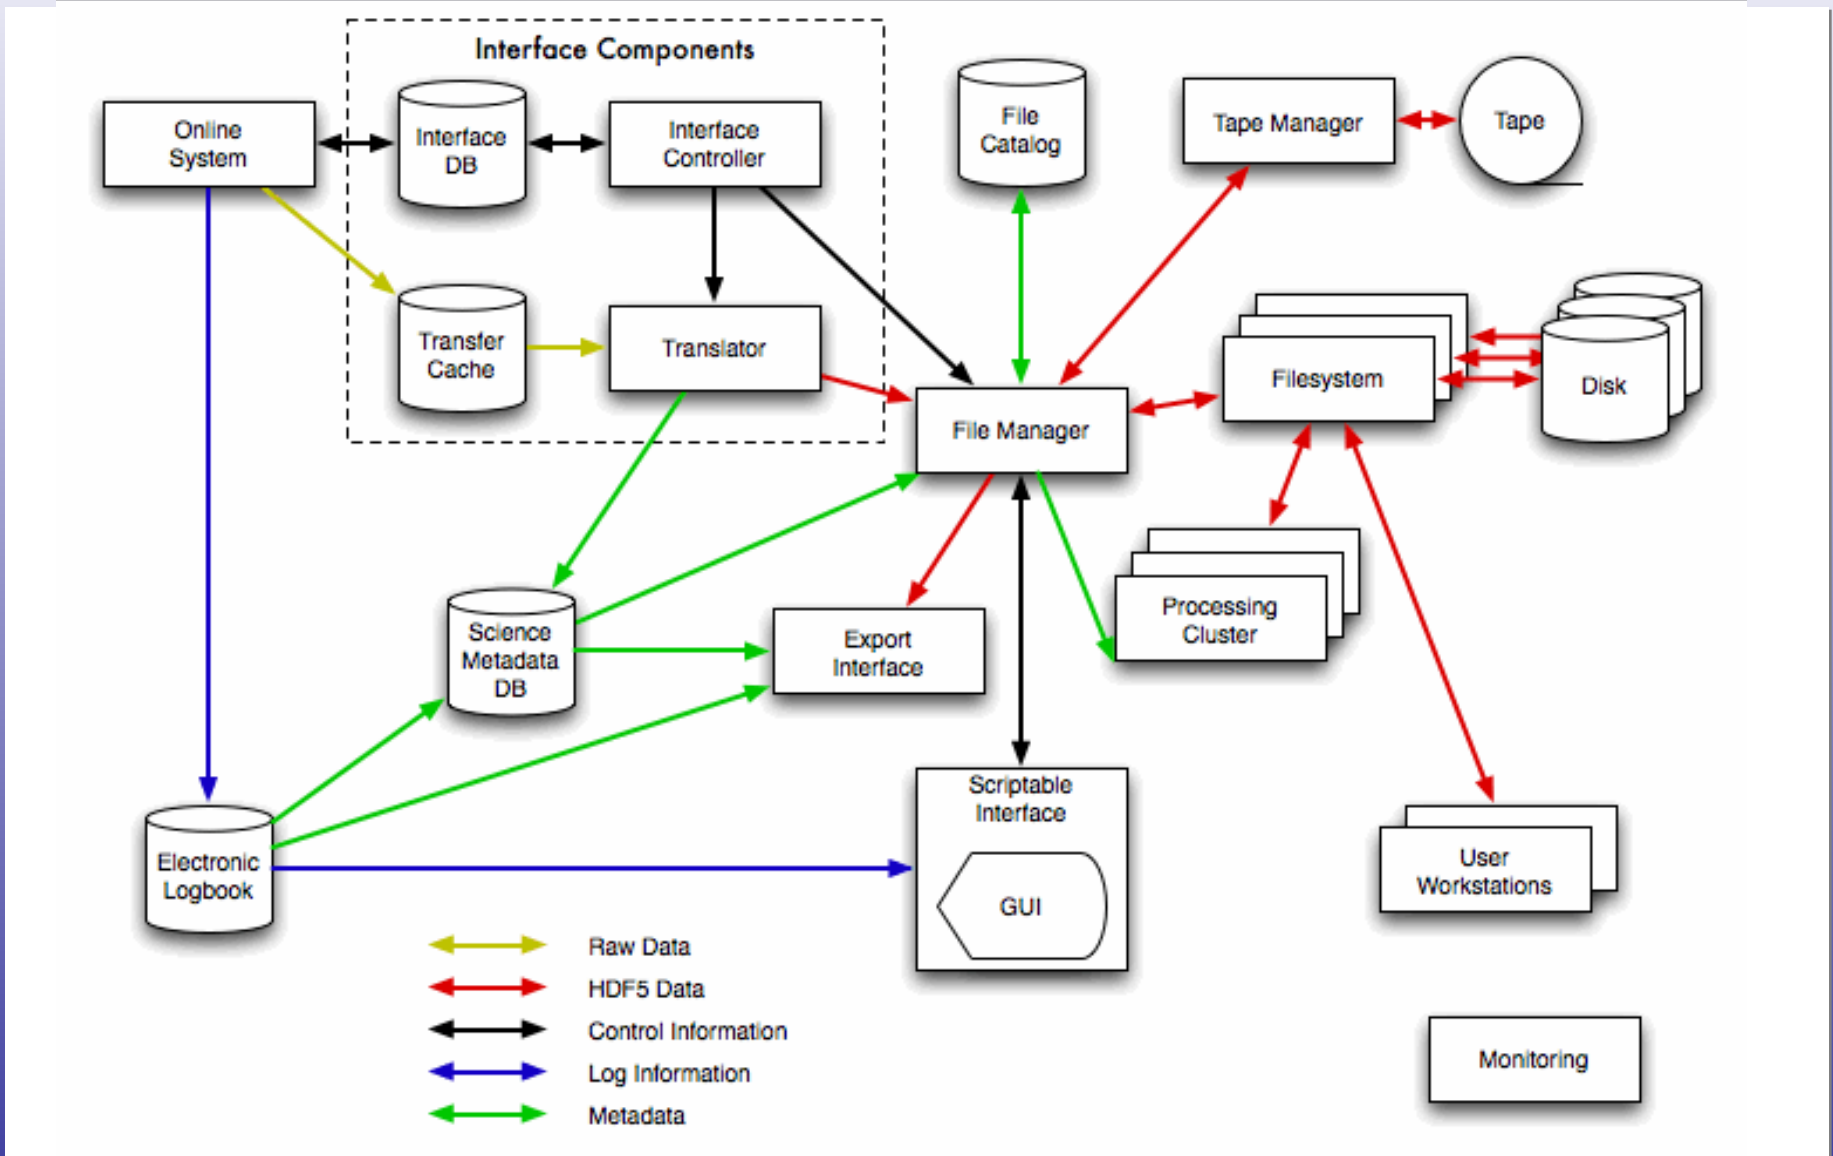 Interface Components
Online
System
Interface
DB
Interface
Controller
File
Catalog
Tape Manager
Tape
Transfer
Cache
Translator
File Manager
Filesystem
Disk
Science
Metadata
DB
Export
Interface
Processing
Cluster
Electronic
Logbook
Scriptable
Interface
GUI
User
Workstations
Raw Data
HDF5 Data
Control Information
Log Information
Metadata
Monitoring